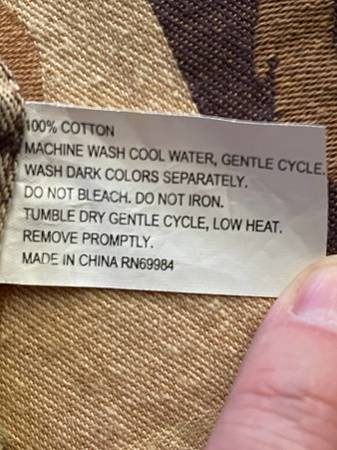 100% COTTON
MACHINE WASH COOL WATER, GENTLE CYCLE.
WASH DARK COLORS SEPARATELY.
DO NOT BLEACH. DO NOT IRON.
TUMBLE DRY GENTLE CYCLE, LOW HEAT.
REMOVE PROMPTLY.
MADE IN CHINA RN69984